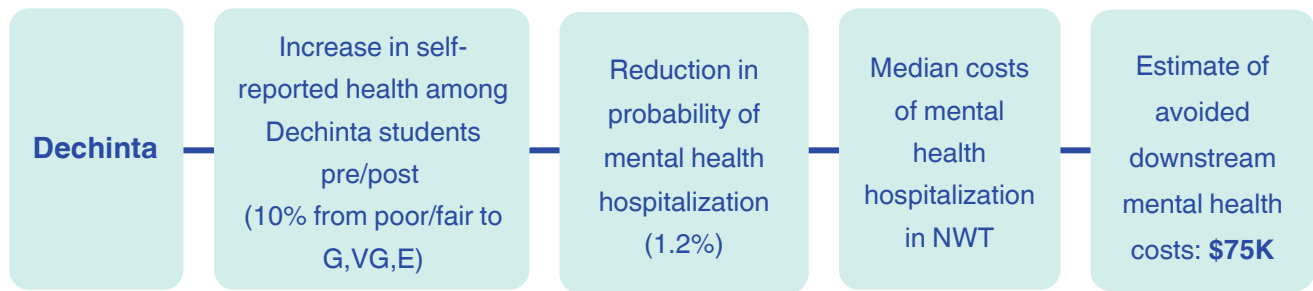 Dechinta
Increase in self-
reported health among
Dechinta students
pre/post
(10% from poor/fair to
G,VG,E)
Reduction in
probability of
mental health
hospitalization
(1.2%)
Median costs
of mental
health
hospitalization
in NWT
Estimate of
avoided
downstream
mental health
costs: $75K